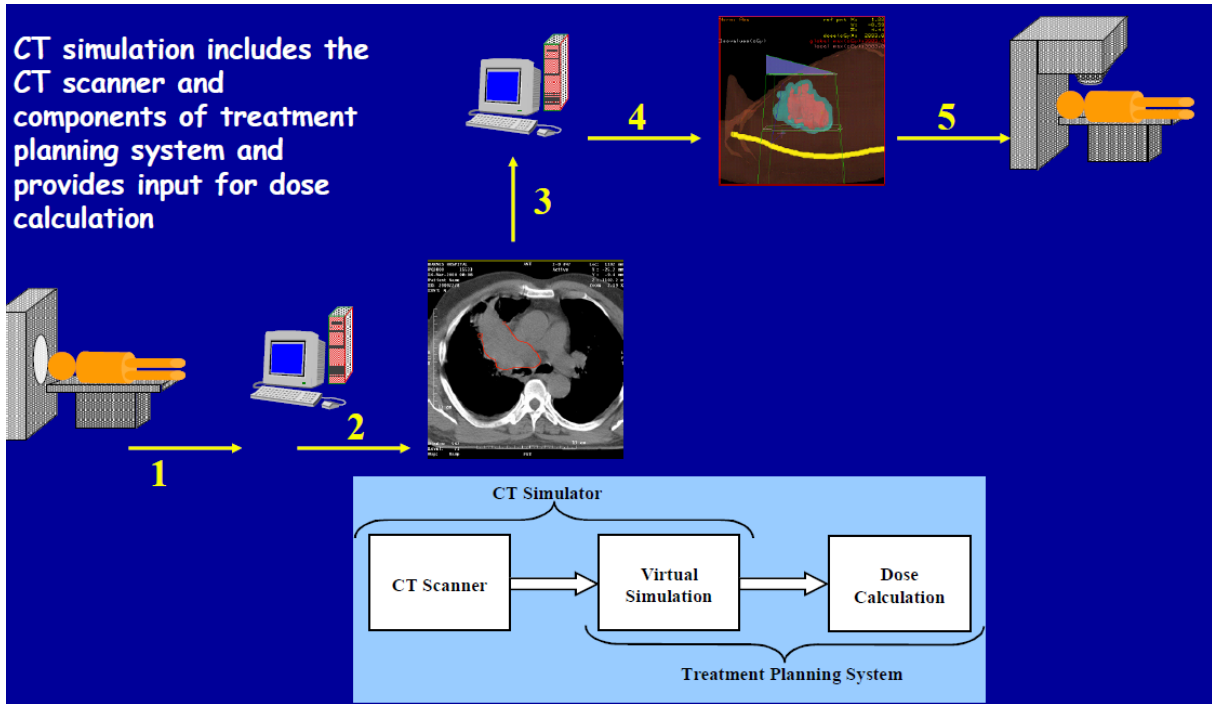 CT simulation includes the
CT scanner and
components of treatment
planning system and
provides input for dose
calculation
1
2
3
4
5
CT Simulator
CT Scanner
Virtual
Simulation
Dose
Calculation
Treatment Planning System